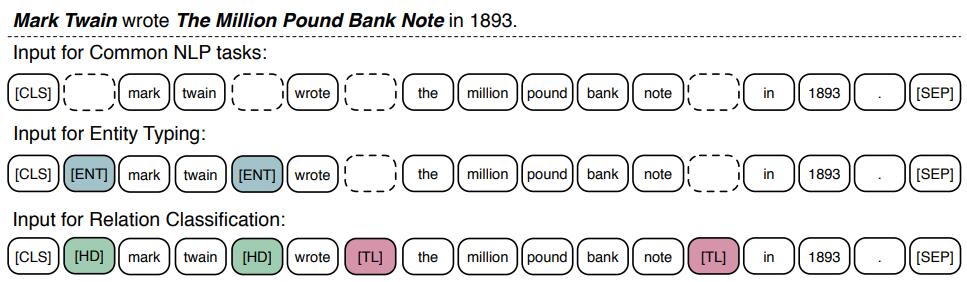 Mark Twain wrote The Million Pound Bank Note in 1893.
Input for Common NLP tasks:
[CLS] mark twain wrote the million pound bank note in 1893 . [SEP]
Input for Entity Typing:
[CLS] [ENT] mark twain [ENT] wrote the million pound bank note in 1893 . [SEP]
Input for Relation Classification:
[CLS] [HD] mark twain [HD] wrote [TL] the million pound bank note [TL] in 1893 . [SEP]